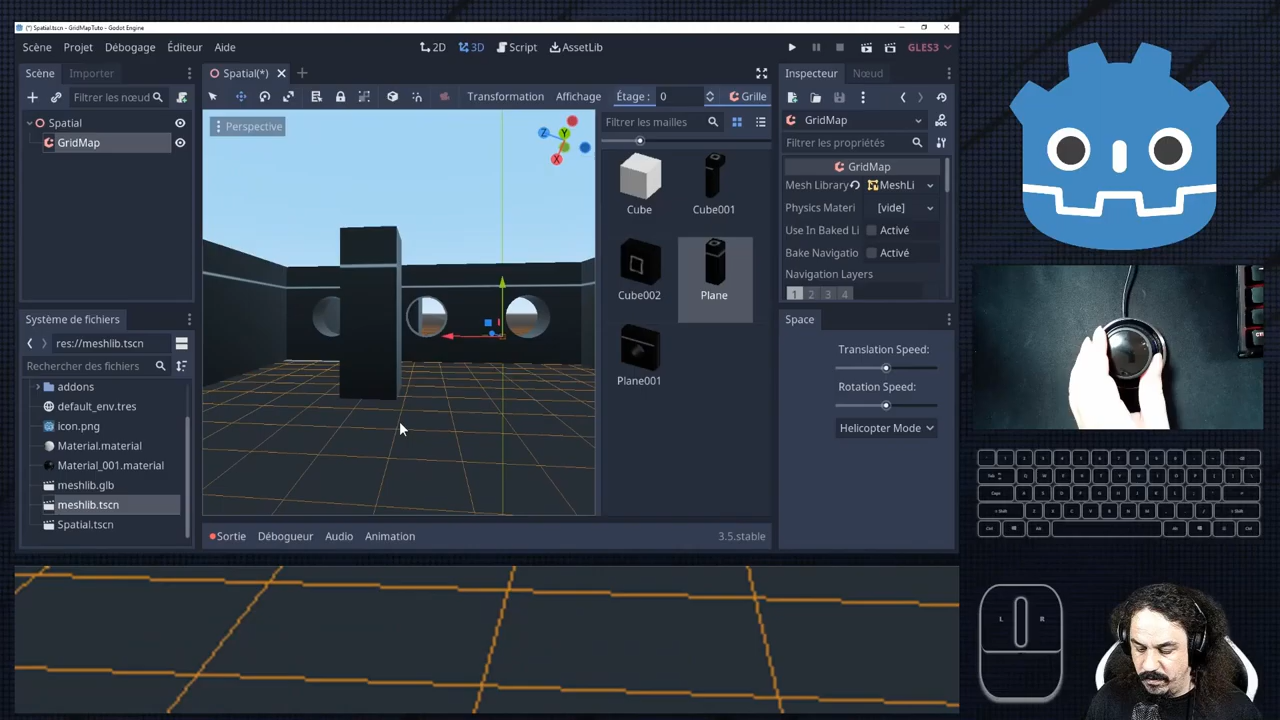 (*) Spatial.tscn - GridMapTuto - Godot Engine
Scène Projet Débogage Éditeur Aide
2D 3D Script AssetLib
GLES3
Scène Importer
Spatial(*)
Inspecteur Nœud
Filtrer les nœud
Transformation Affichage Étage : 0 Grille
Spatial
GridMap
Perspective
Z Y X
Filtrer les mailles
Cube Cube001
Cube002 Plane
Plane001
GridMap
Filtrer les propriétés
GridMap
Mesh Library MeshLi
Physics Materi [vide]
Use In Baked Li Activé
Bake Navigatio Activé
Navigation Layers
1 2 3 4
Système de fichiers
res://meshlib.tscn
Rechercher des fichiers
addons
default_env.tres
icon.png
Material.material
Material_001.material
meshlib.glb
meshlib.tscn
Spatial.tscn
Space
Translation Speed:
Rotation Speed:
Helicopter Mode
Sortie Débogueur Audio Animation 3.5.stable
L R